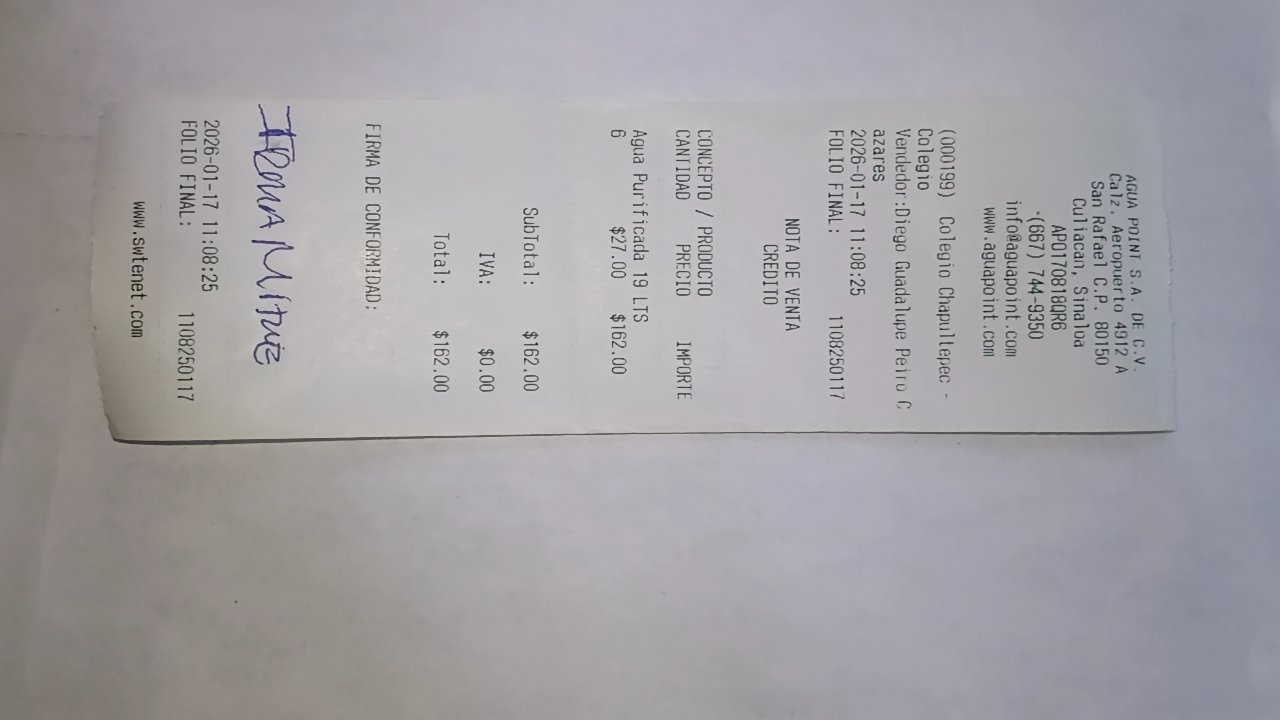 AGUA POINT S.A. DE C.V.
Calz. Aeropuerto 4912 A
San Rafael C.P. 80150
Culiacan, Sinaloa
APO170818QR6
-(667) 744-9350
info@aguapoint.com
www.aguapoint.com
(000199) Colegio Chapultepec -
Colegio
Vendedor:Diego Guadalupe Peiro C
azares
2026-01-17 11:08:25
FOLIO FINAL: 1108250117
NOTA DE VENTA
CREDITO
CONCEPTO / PRODUCTO
CANTIDAD PRECIO IMPORTE
Agua Purificada 19 LTS
6 $27.00 $162.00
SubTotal: $162.00
IVA: $0.00
Total: $162.00
FIRMA DE CONFORMIDAD:
IRMA
2026-01-17 11:08:25
FOLIO FINAL: 1108250117
www.swtenet.com